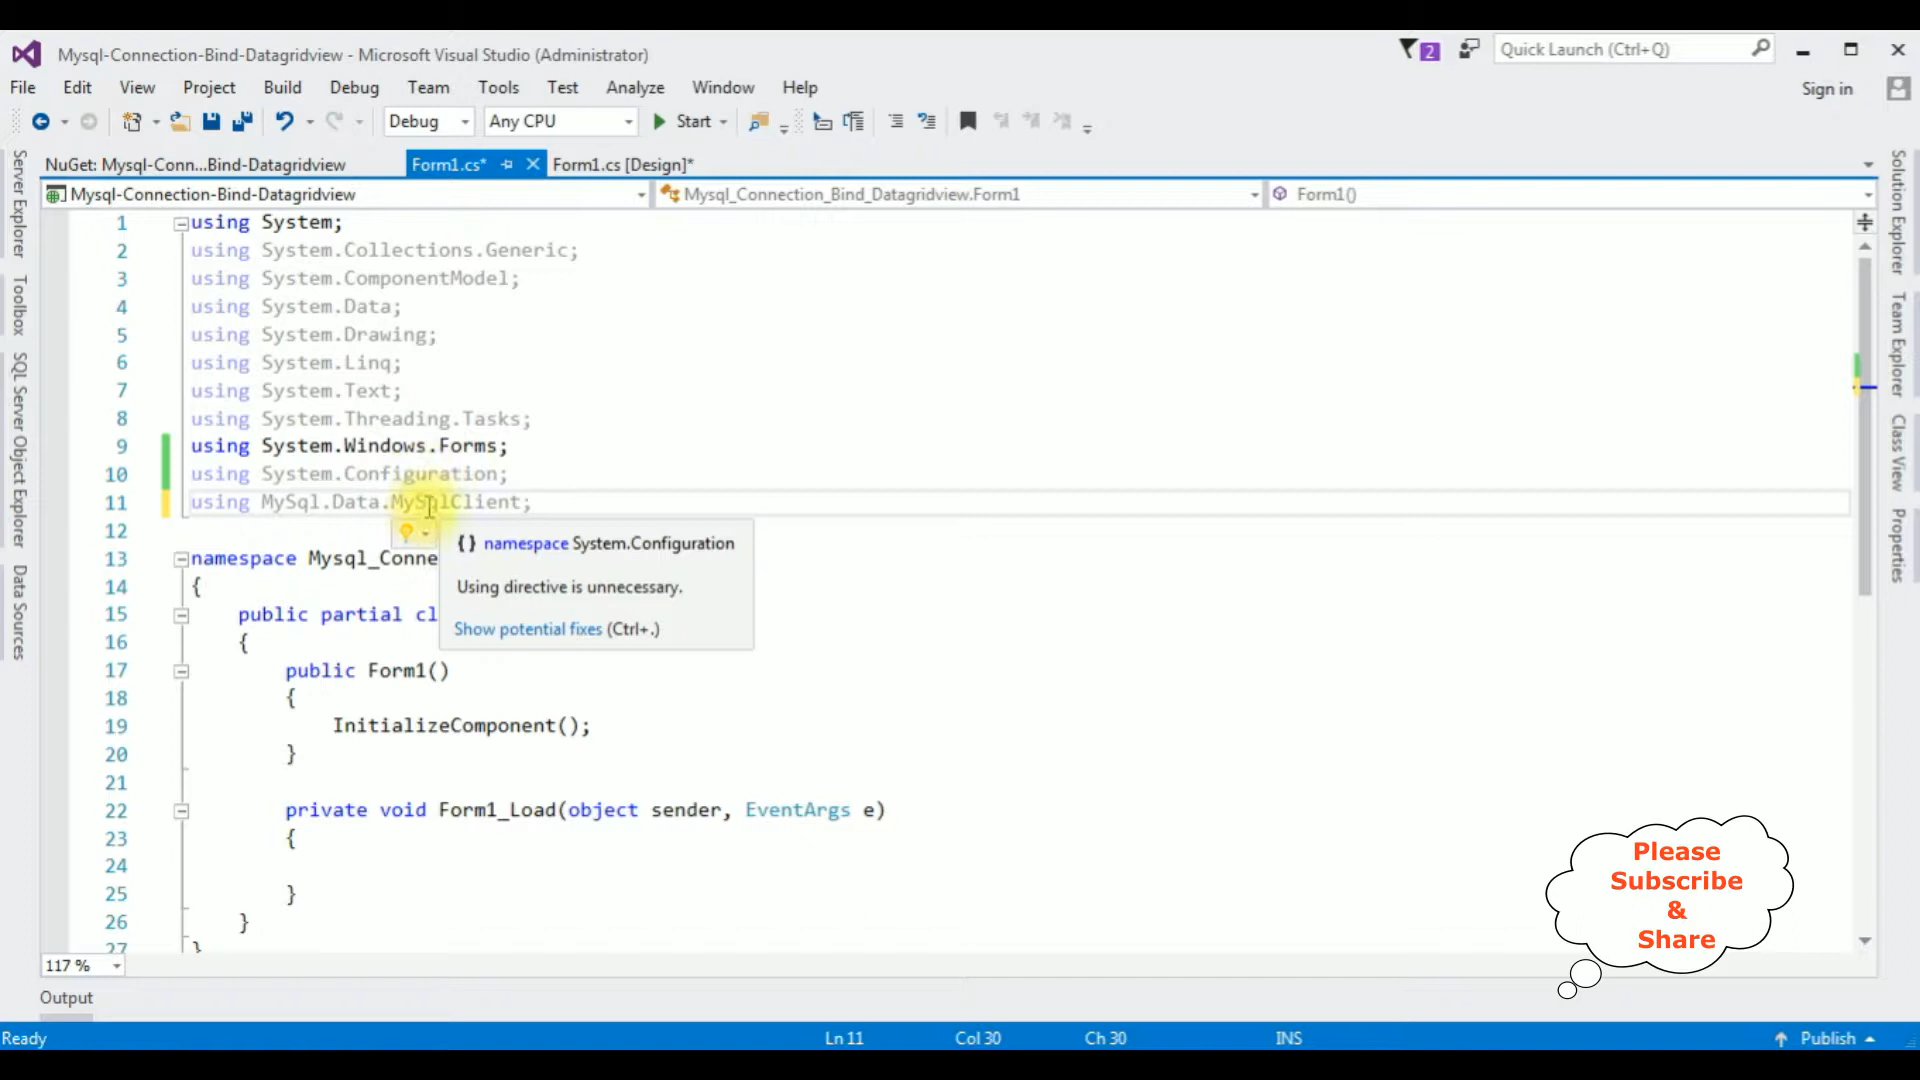 Mysql-Connection-Bind-Datagridview - Microsoft Visual Studio (Administrator)
2
Quick Launch (Ctrl+Q)
File Edit View Project Build Debug Team Tools Test Analyze Window Help
Sign in
Debug Any CPU Start
NuGet: Mysql-Conn...Bind-Datagridview Form1.cs* Form1.cs [Design]*
Mysql-Connection-Bind-Datagridview Mysql_Connection_Bind_Datagridview.Form1 Form1()
Server Explorer
Toolbox
SQL Server Object Explorer
Data Sources
1 using System;
2 using System.Collections.Generic;
3 using System.ComponentModel;
4 using System.Data;
5 using System.Drawing;
6 using System.Linq;
7 using System.Text;
8 using System.Threading.Tasks;
9 using System.Windows.Forms;
10 using System.Configuration;
11 using MySql.Data.MySqlClient;
12
{} namespace System.Configuration
Using directive is unnecessary.
Show potential fixes (Ctrl+.)
13 namespace Mysql_Conne
14 {
15 public partial cl
16 {
17 public Form1()
18 {
19 InitializeComponent();
20 }
21
22 private void Form1_Load(object sender, EventArgs e)
23 {
24
25 }
26 }
27 }
Solution Explorer
Team Explorer
Class View
Properties
Please
Subscribe
&
Share
117 %
Output
Ready Ln 11 Col 30 Ch 30 INS Publish